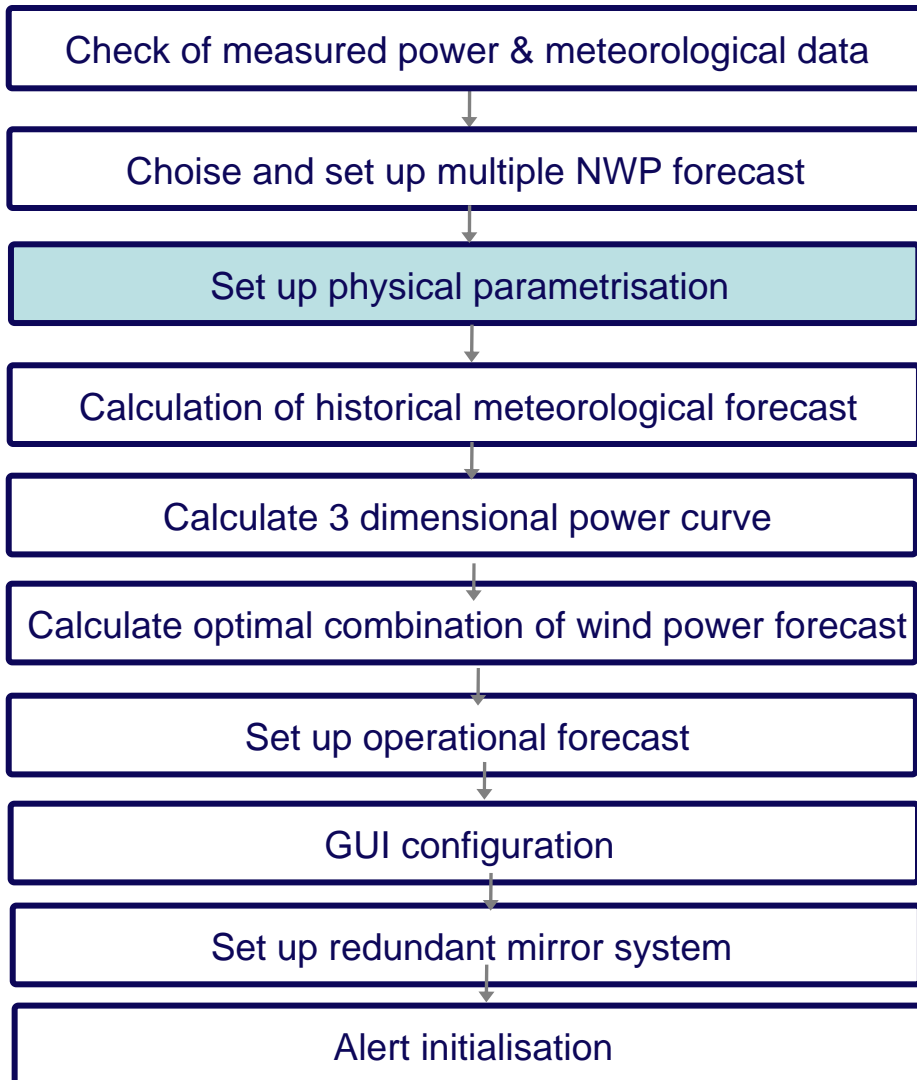 Check of measured power & meteorological data
Choise and set up multiple NWP forecast
Set up physical parametrisation
Calculation of historical meteorological forecast
Calculate 3 dimensional power curve
Calculate optimal combination of wind power forecast
Set up operational forecast
GUI configuration
Set up redundant mirror system
Alert initialisation